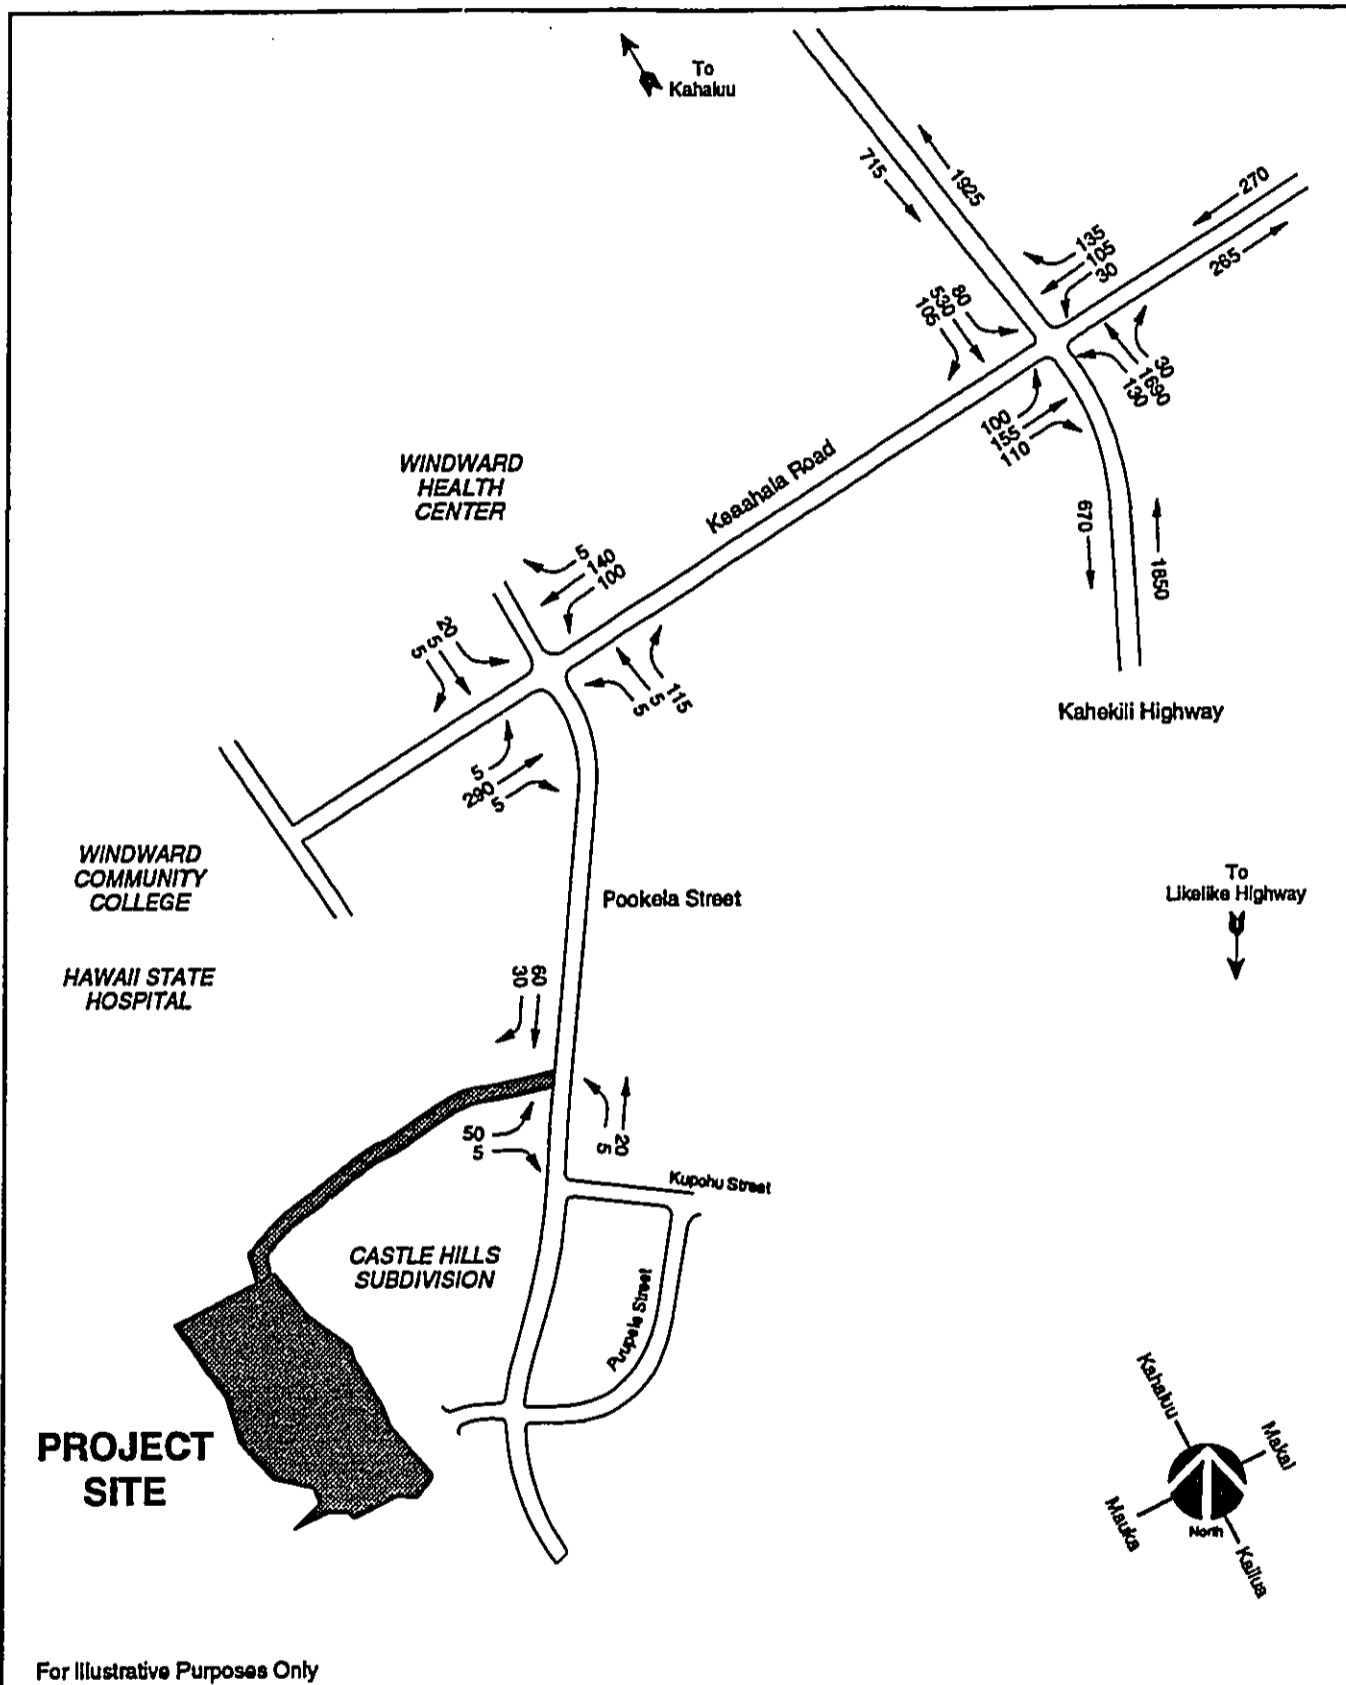 To
Kahaluu
715
1925
270
265
135
105
30
80
530
105
30
1690
130
100
155
110
670
1850
Keaahala Road
WINDWARD
HEALTH
CENTER
5
140
100
20
5
5
115
5
5
5
290
5
Kahekili Highway
WINDWARD
COMMUNITY
COLLEGE
Pookela Street
To
Likelike Highway
HAWAII STATE
HOSPITAL
60
30
50
5
20
5
Kupohu Street
CASTLE HILLS
SUBDIVISION
Puupele Street
PROJECT
SITE
Kahaluu
Makai
Mauka
North
Kailua
For Illustrative Purposes Only